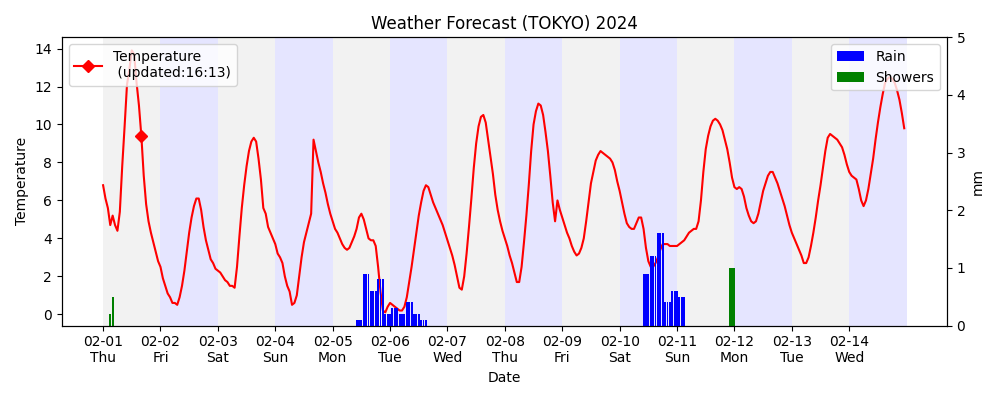 Weather Forecast (TOKYO) 2024
Temperature
(updated:16:13)
Rain
Showers
Temperature
14
12
10
8
6
4
2
0
5
4
3
2
1
0
mm
02-01 02-02 02-03 02-04 02-05 02-06 02-07 02-08 02-09 02-10 02-11 02-12 02-13 02-14
Thu Fri Sat Sun Mon Tue Wed Thu Fri Sat Sun Mon Tue Wed
Date